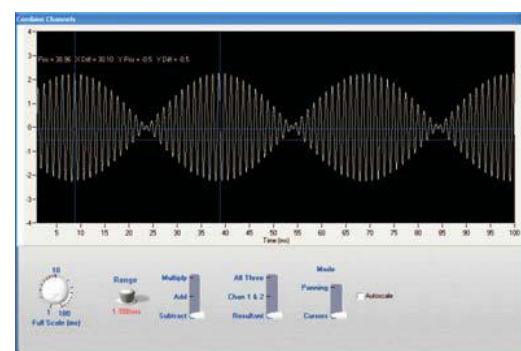 Combine Channels
Pos = 38.96 X Diff = 30.10 Y Pos = -0.5 Y Diff = -0.5
4
3
2
1
0
-1
-2
-3
-4
5 10 15 20 25 30 35 40 45 50 55 60 65 70 75 80 85 90 95 100
Time (ms)
10
1 100
Full Scale (ms)
Range
1-100ms
Multiply
Add
Subtract
All Three
Chan 1 & 2
Resultant
Mode
Panning
Cursors
Autoscale